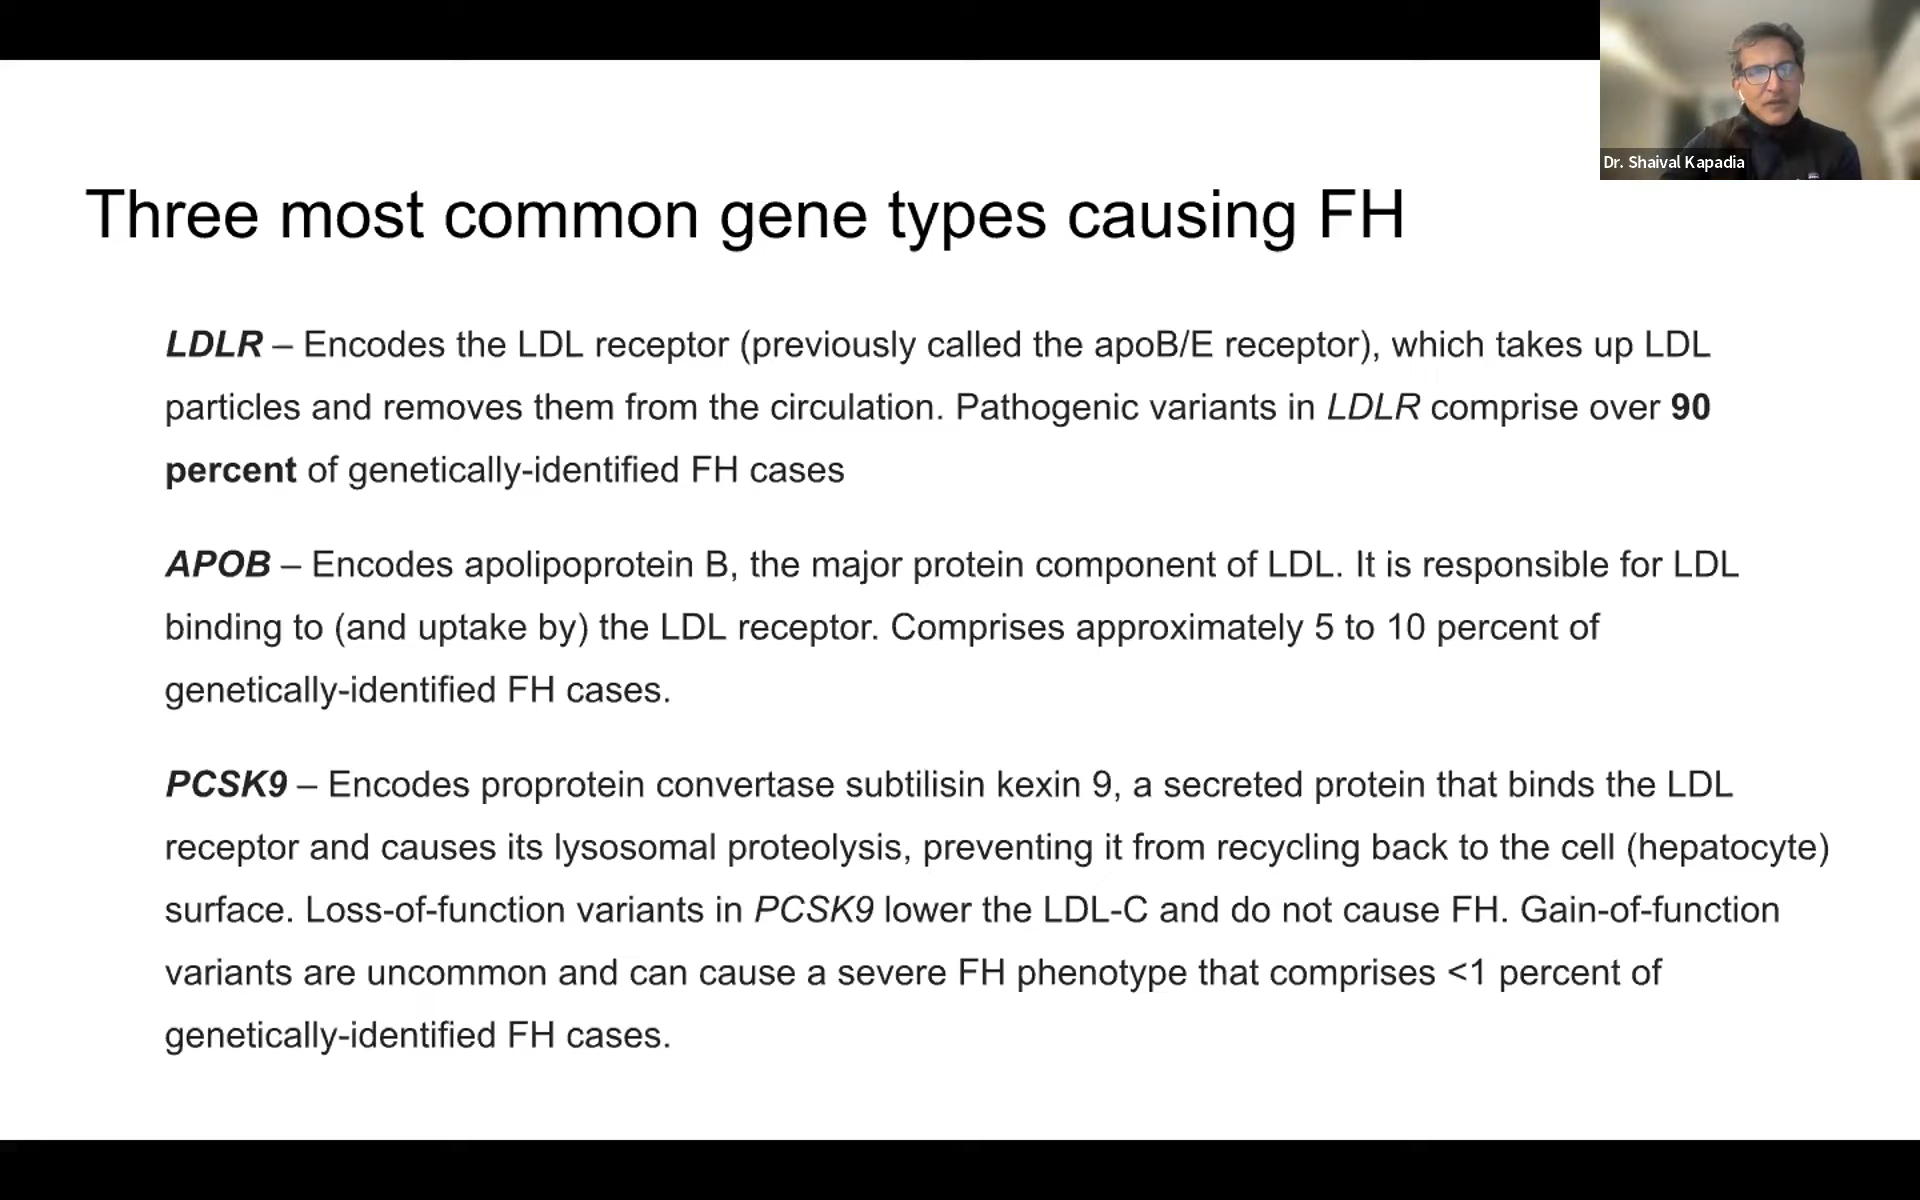 Dr. Shaival Kapadia
Three most common gene types causing FH
LDLR – Encodes the LDL receptor (previously called the apoB/E receptor), which takes up LDL
particles and removes them from the circulation. Pathogenic variants in LDLR comprise over 90
percent of genetically-identified FH cases
APOB – Encodes apolipoprotein B, the major protein component of LDL. It is responsible for LDL
binding to (and uptake by) the LDL receptor. Comprises approximately 5 to 10 percent of
genetically-identified FH cases.
PCSK9 – Encodes proprotein convertase subtilisin kexin 9, a secreted protein that binds the LDL
receptor and causes its lysosomal proteolysis, preventing it from recycling back to the cell (hepatocyte)
surface. Loss-of-function variants in PCSK9 lower the LDL-C and do not cause FH. Gain-of-function
variants are uncommon and can cause a severe FH phenotype that comprises <1 percent of
genetically-identified FH cases.